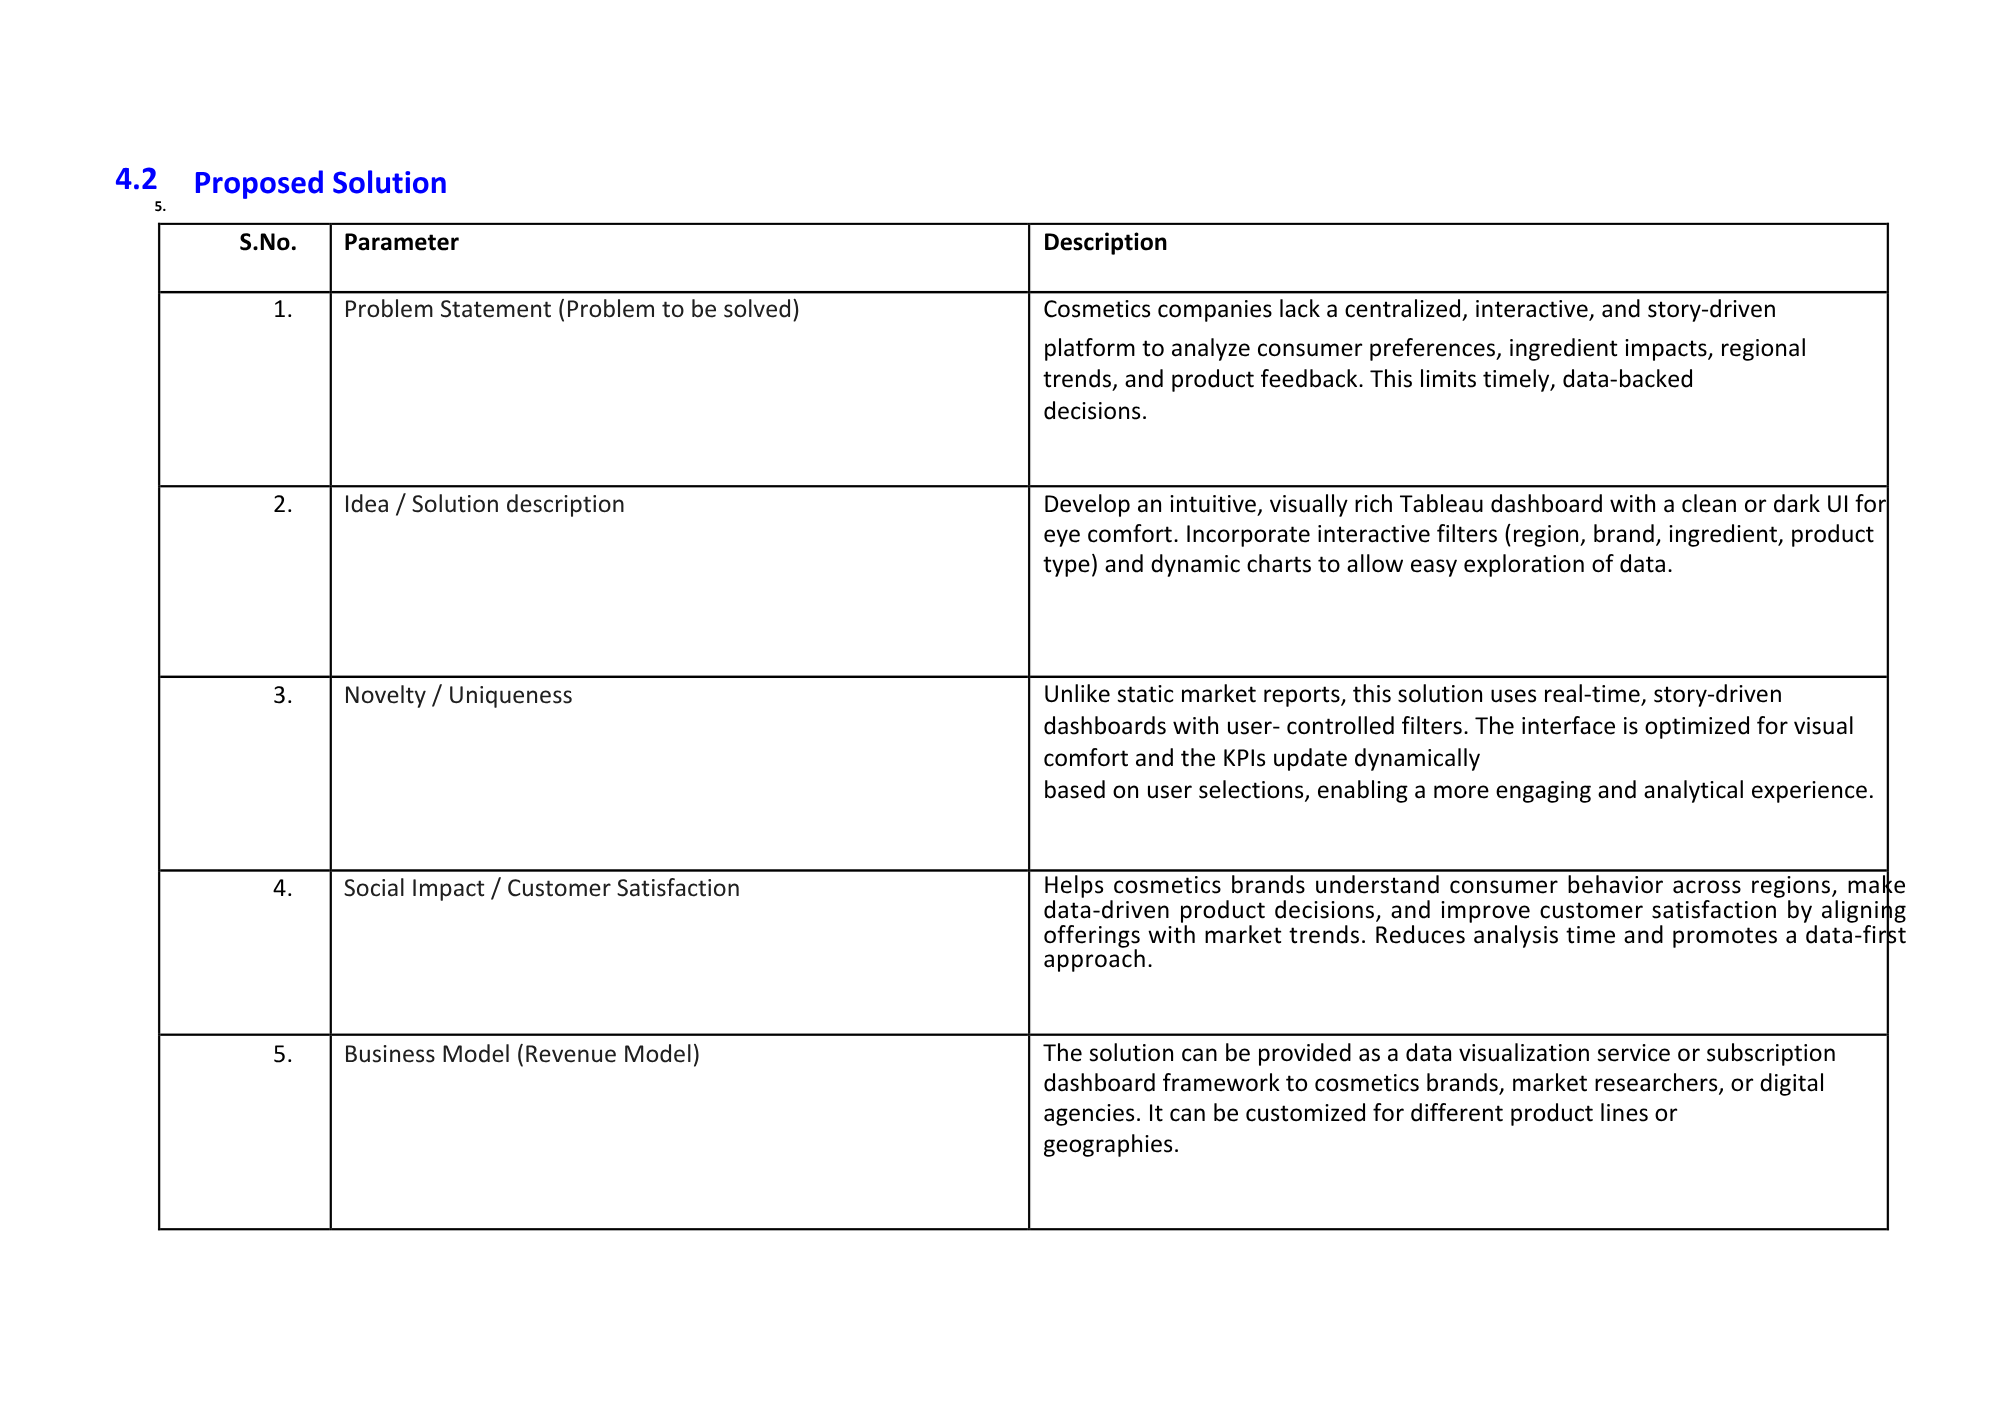 4.2 Proposed Solution
5.
S.No. Parameter Description
1. Problem Statement (Problem to be solved) Cosmetics companies lack a centralized, interactive, and story-driven
platform to analyze consumer preferences, ingredient impacts, regional
trends, and product feedback. This limits timely, data-backed
decisions.
2. Idea / Solution description Develop an intuitive, visually rich Tableau dashboard with a clean or dark UI for
eye comfort. Incorporate interactive filters (region, brand, ingredient, product
type) and dynamic charts to allow easy exploration of data.
3. Novelty / Uniqueness Unlike static market reports, this solution uses real-time, story-driven
dashboards with user- controlled filters. The interface is optimized for visual
comfort and the KPIs update dynamically
based on user selections, enabling a more engaging and analytical experience.
4. Social Impact / Customer Satisfaction Helps cosmetics brands understand consumer behavior across regions, make
data-driven product decisions, and improve customer satisfaction by aligning
offerings with market trends. Reduces analysis time and promotes a data-first
approach.
5. Business Model (Revenue Model) The solution can be provided as a data visualization service or subscription
dashboard framework to cosmetics brands, market researchers, or digital
agencies. It can be customized for different product lines or
geographies.